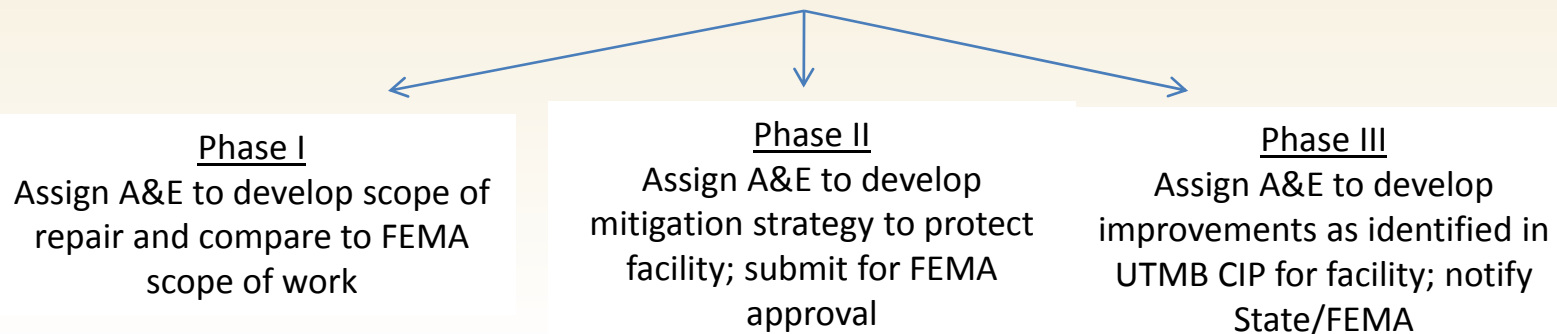 Phase I
Assign A&E to develop scope of
repair and compare to FEMA
scope of work
Phase II
Assign A&E to develop
mitigation strategy to protect
facility; submit for FEMA
approval
Phase III
Assign A&E to develop
improvements as identified in
UTMB CIP for facility; notify
State/FEMA